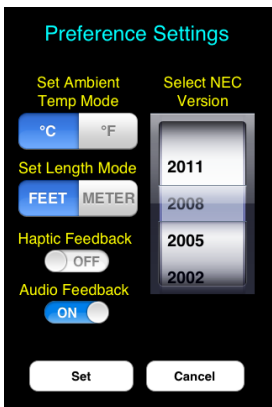 Preference Settings
Set Ambient
Temp Mode
°C
°F
Set Length Mode
FEET
METER
Haptic Feedback
OFF
Audio Feedback
ON
Select NEC
Version
2011
2008
2005
2002
Set
Cancel